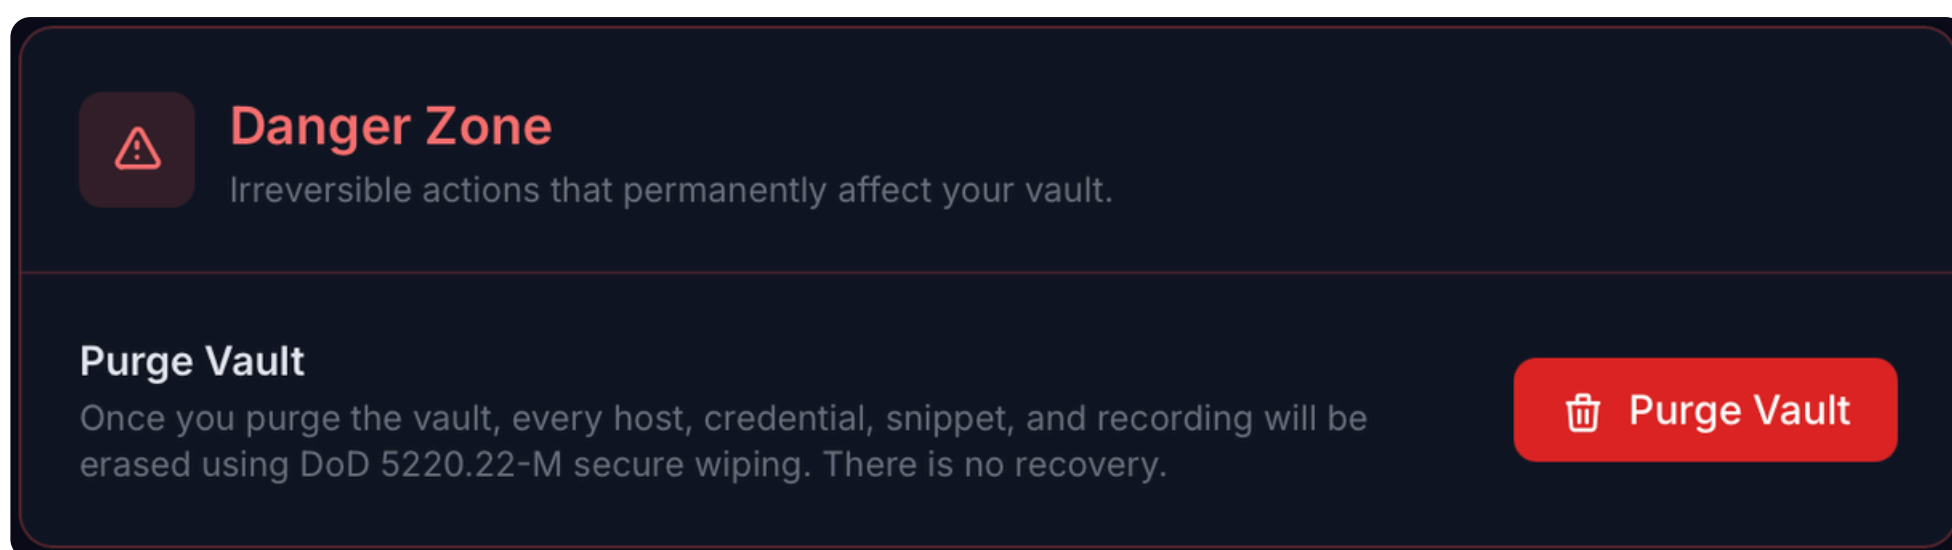 Danger Zone
Irreversible actions that permanently affect your vault.
Purge Vault
Once you purge the vault, every host, credential, snippet, and recording will be
erased using DoD 5220.22-M secure wiping. There is no recovery.
Purge Vault